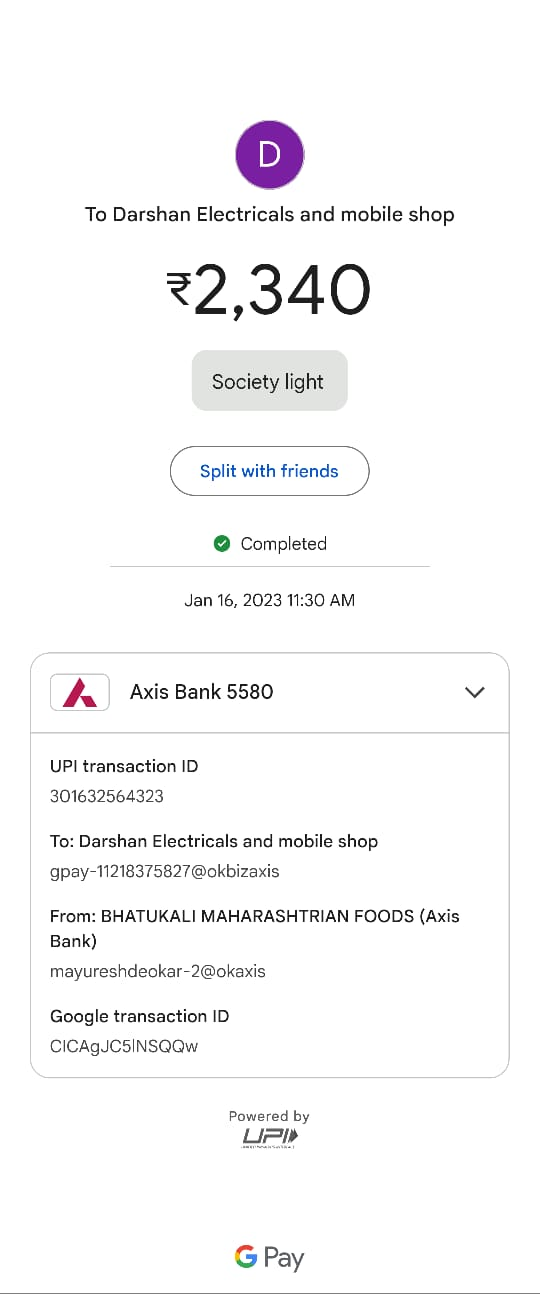 D
To Darshan Electricals and mobile shop
₹2,340
Society light
Split with friends
Completed
Jan 16, 2023 11:30 AM
Axis Bank 5580
UPI transaction ID
301632564323
To: Darshan Electricals and mobile shop
gpay-11218375827@okbizaxis
From: BHATUKALI MAHARASHTRIAN FOODS (Axis
Bank)
mayureshdeokar-2@okaxis
Google transaction ID
CICAgJC5lNSQQw
Powered by
UPI
G Pay